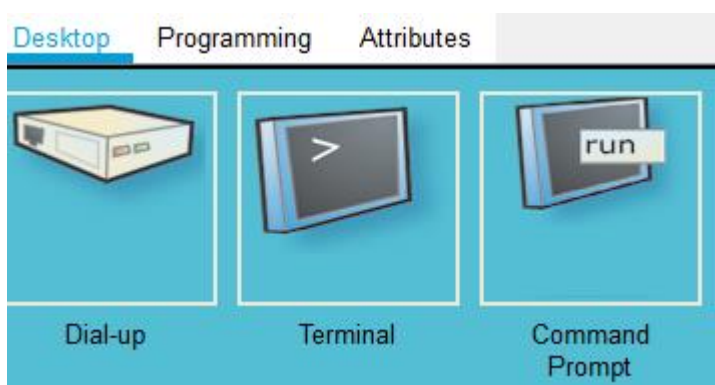 Desktop Programming Attributes
>
run
Dial-up Terminal Command
Prompt